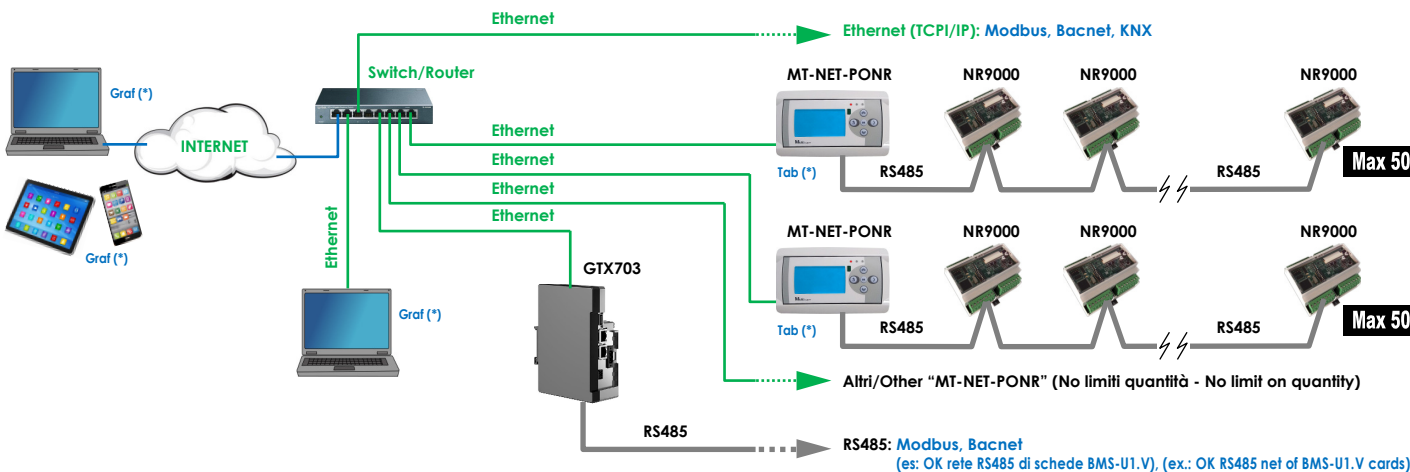 Ethernet
Ethernet (TCPI/IP): Modbus, Bacnet, KNX
Switch/Router
MT-NET-PONR
NR9000
NR9000
NR9000
Graf (*)
INTERNET
Ethernet
Ethernet
Tab (*)
RS485
RS485
Max 50
Ethernet
Ethernet
Graf (*)
Ethernet
MT-NET-PONR
NR9000
NR9000
NR9000
GTX703
Graf (*)
Tab (*)
RS485
RS485
Max 50
Altri/Other “MT-NET-PONR” (No limiti quantità - No limit on quantity)
RS485
RS485: Modbus, Bacnet
(es: OK rete RS485 di schede BMS-U1.V), (ex.: OK RS485 net of BMS-U1.V cards)